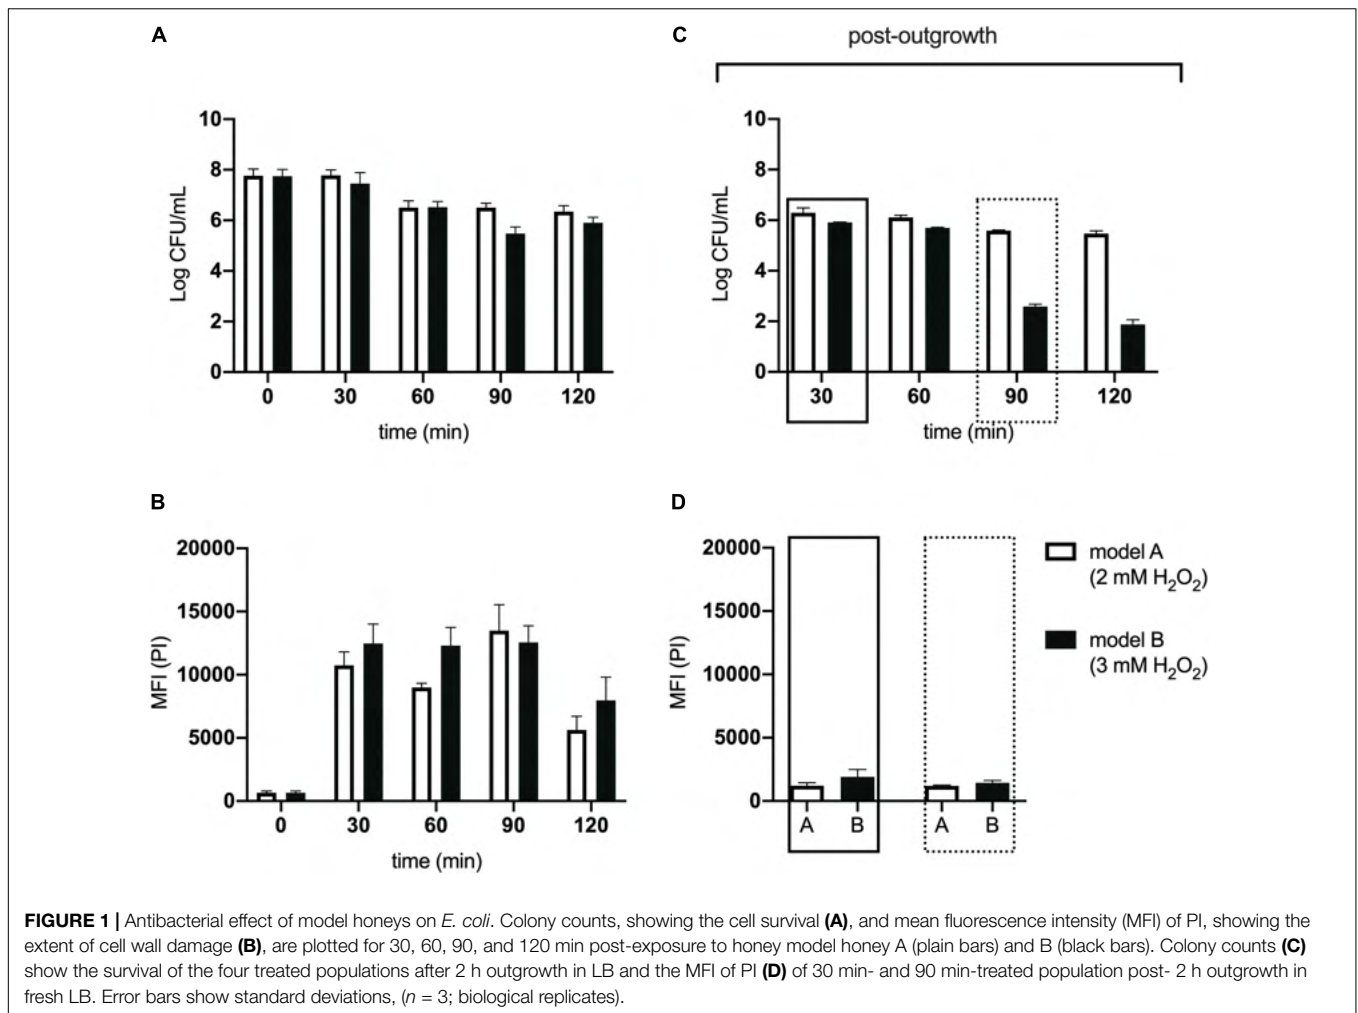 A
10
8
6
4
2
0
Log CFU/mL
0 30 60 90 120
time (min)
C
post-outgrowth
10
8
6
4
2
0
Log CFU/mL
30 60 90 120
time (min)
B
20000
15000
10000
5000
0
MFI (PI)
0 30 60 90 120
time (min)
D
20000
15000
10000
5000
0
MFI (PI)
A B A B
model A
(2 mM H₂O₂)
model B
(3 mM H₂O₂)
FIGURE 1 | Antibacterial effect of model honeys on E. coli. Colony counts, showing the cell survival (A), and mean fluorescence intensity (MFI) of PI, showing the
extent of cell wall damage (B), are plotted for 30, 60, 90, and 120 min post-exposure to honey model honey A (plain bars) and B (black bars). Colony counts (C)
show the survival of the four treated populations after 2 h outgrowth in LB and the MFI of PI (D) of 30 min- and 90 min-treated population post- 2 h outgrowth in
fresh LB. Error bars show standard deviations, (n = 3; biological replicates).